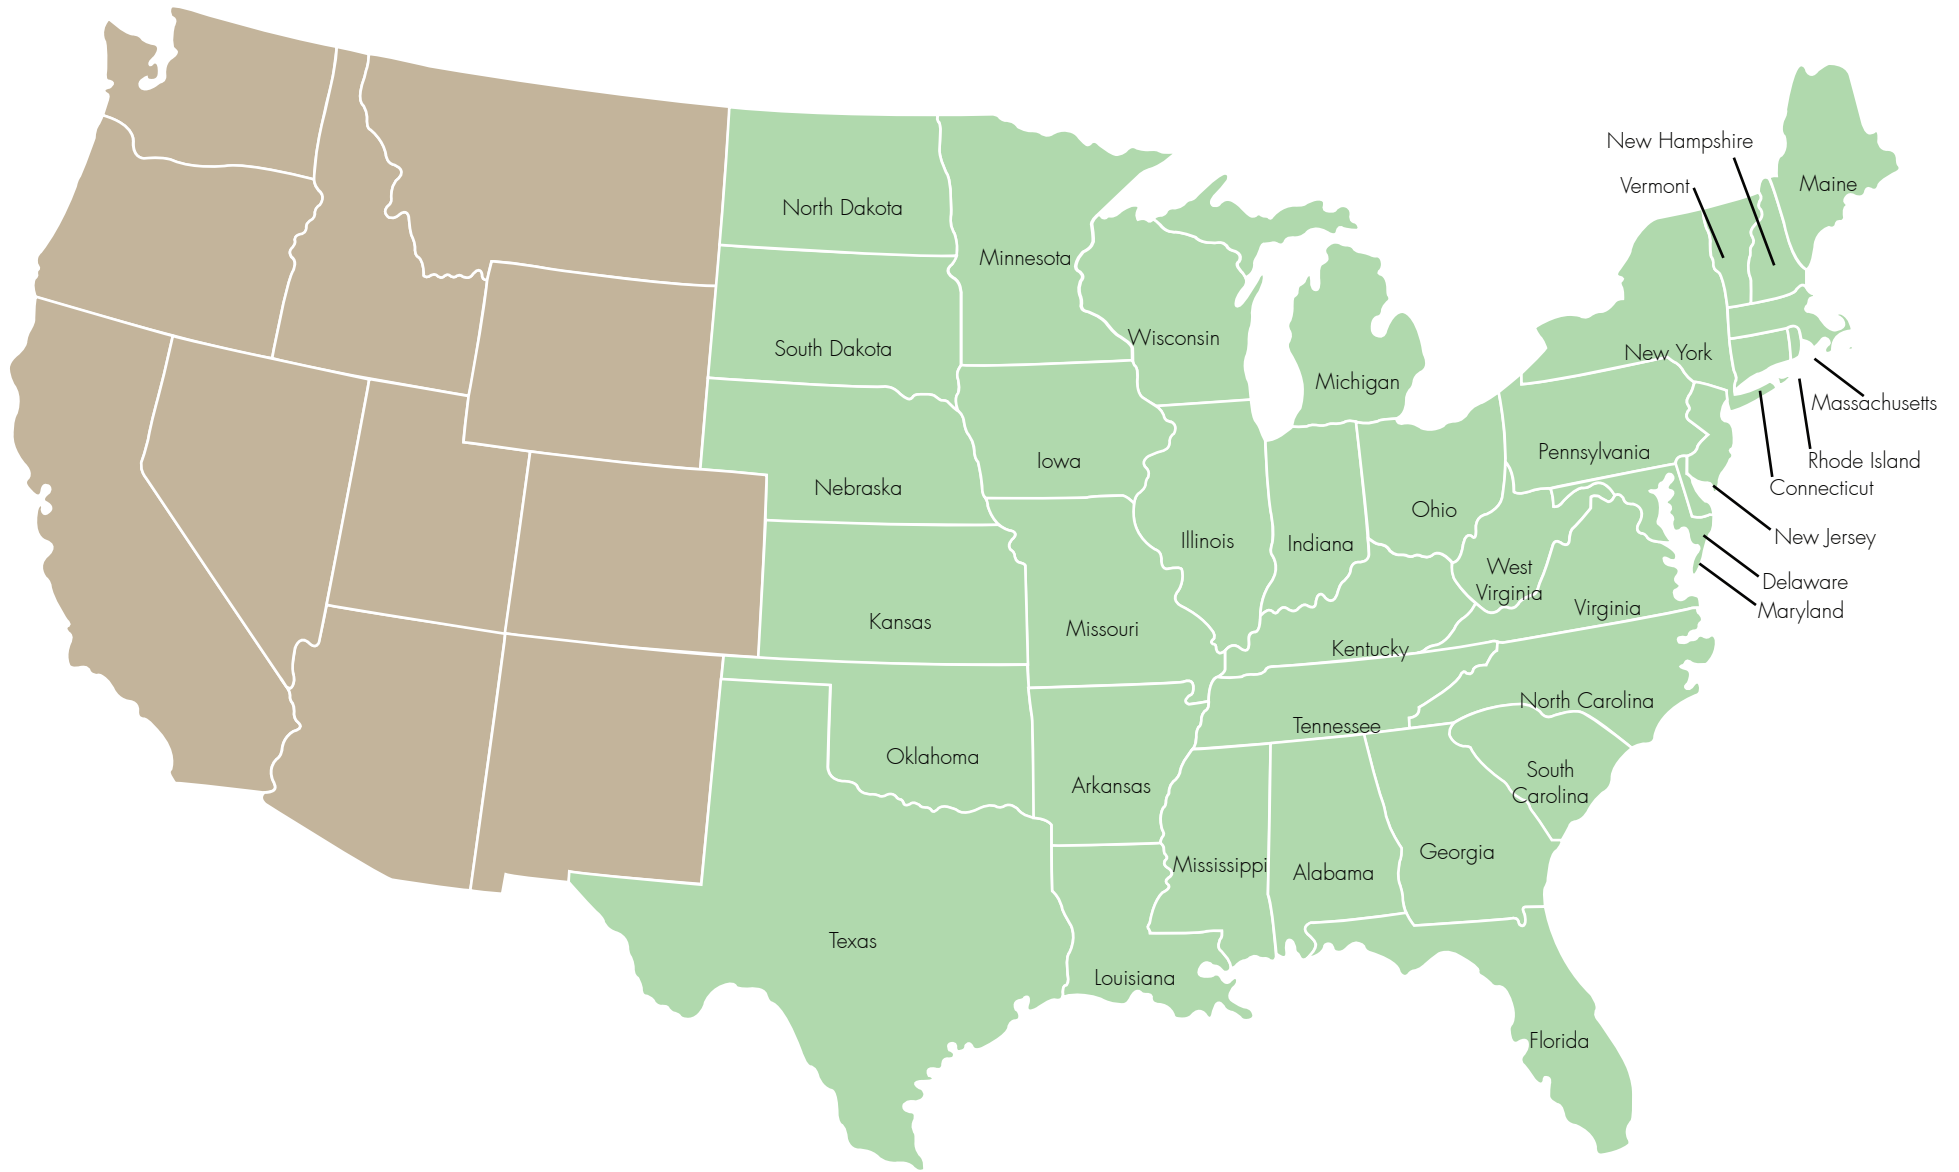 New Hampshire
Vermont
Maine
North Dakota
Minnesota
South Dakota
Wisconsin
New York
Michigan
Massachusetts
Pennsylvania
Rhode Island
Iowa
Nebraska
Connecticut
Ohio
Illinois
Indiana
New Jersey
West
Virginia
Delaware
Virginia
Maryland
Kansas
Missouri
Kentucky
North Carolina
Tennessee
Oklahoma
South
Carolina
Arkansas
Georgia
Mississippi
Alabama
Texas
Louisiana
Florida